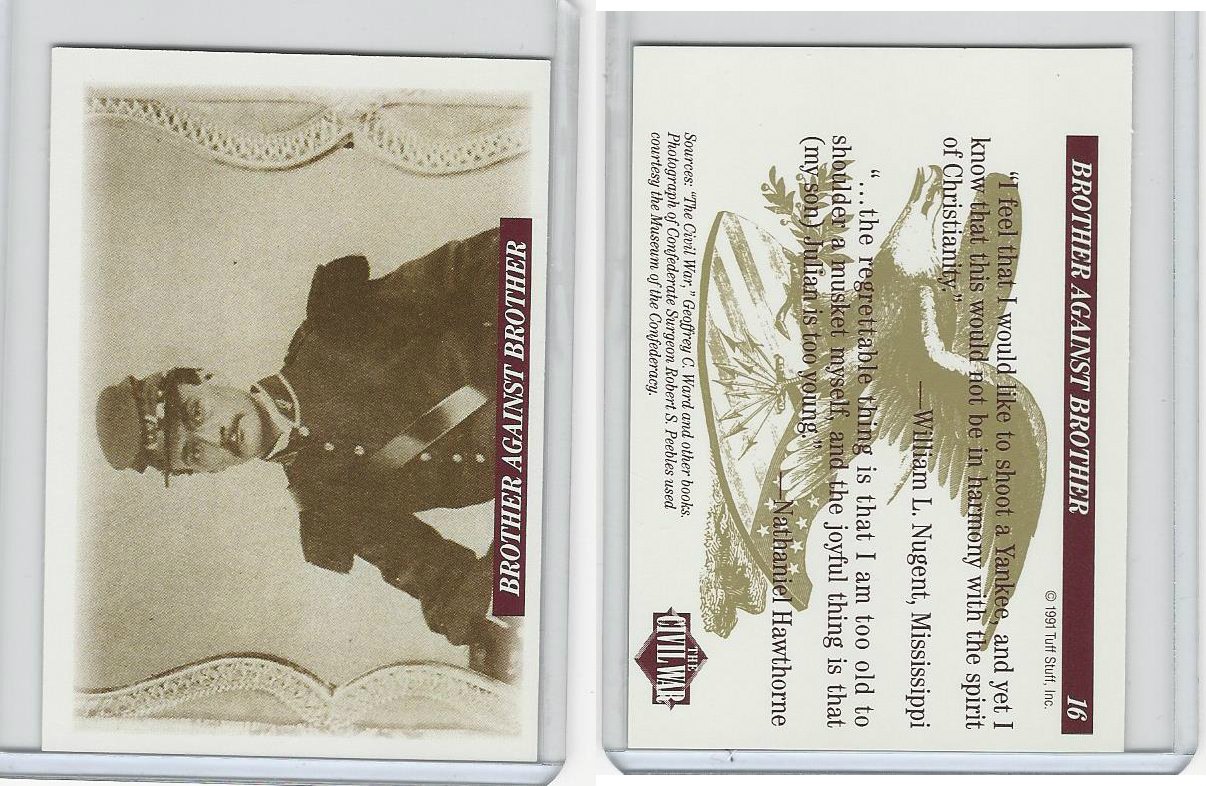 BROTHER AGAINST BROTHER
BROTHER AGAINST BROTHER 16
© 1991 Tuff Stuff, Inc.
"I feel that I would like to shoot a Yankee, and yet I
know that this would not be in harmony with the spirit
of Christianity."
—William L. Nugent, Mississippi
"...the regrettable thing is that I am too old to
shoulder a musket myself, and the joyful thing is that
(my son) Julian is too young."
—Nathaniel Hawthorne
Sources: "The Civil War," Geoffrey C. Ward and other books.
Photograph of Confederate Surgeon Robert S. Peebles used
courtesy the Museum of the Confederacy.
THE
CIVIL WAR